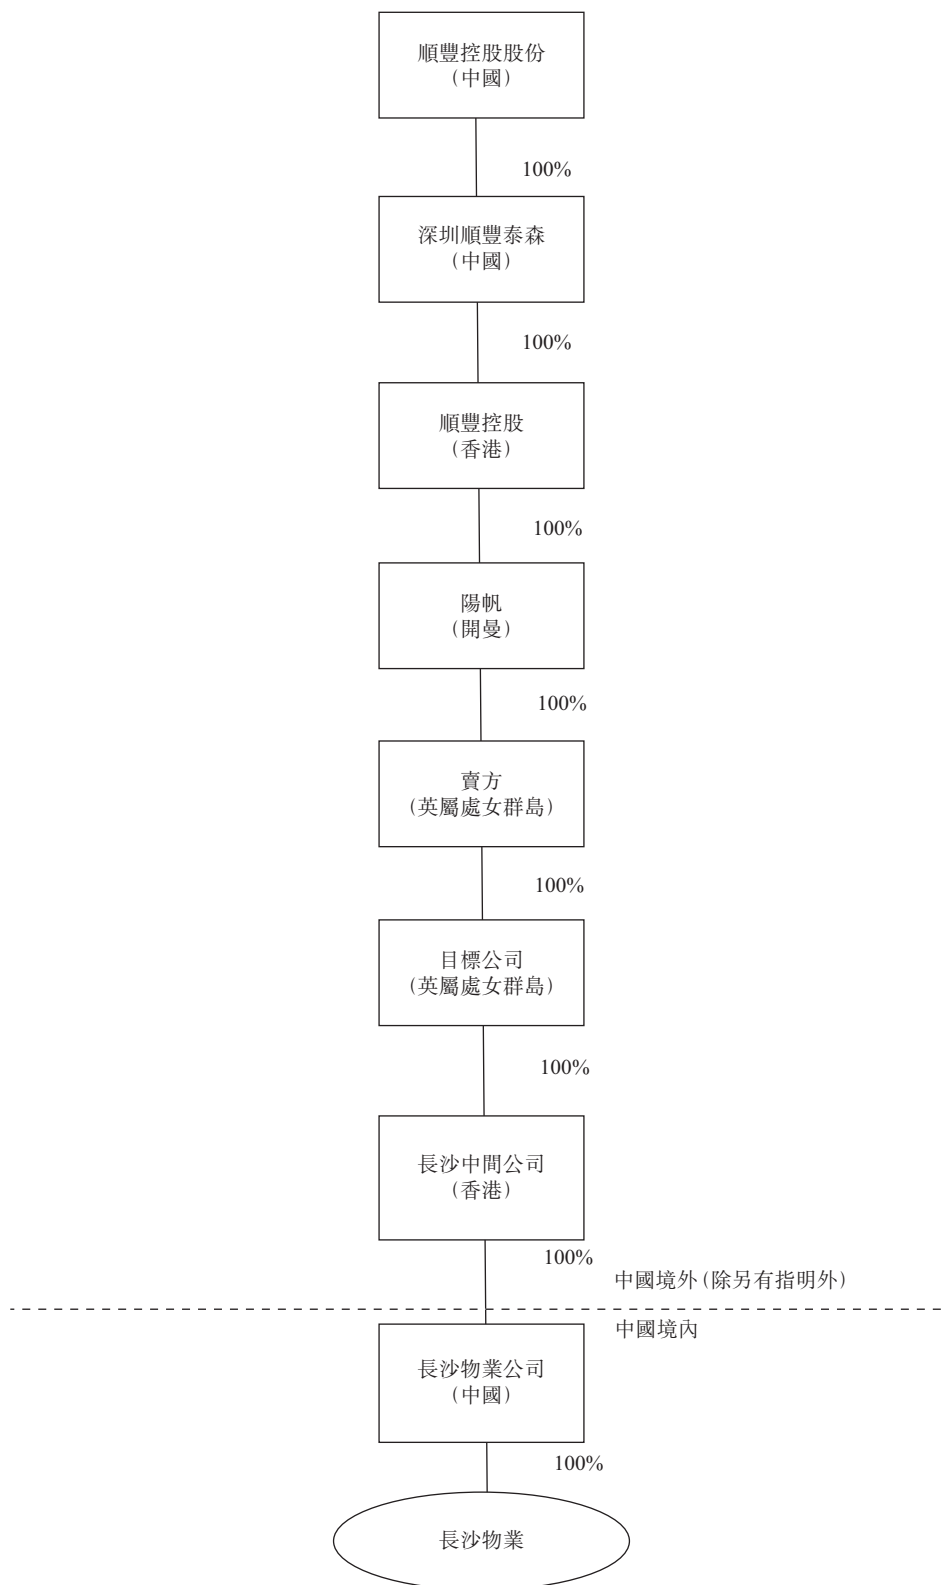 順豐控股股份
(中國)
100%
深圳順豐泰森
(中國)
100%
順豐控股
(香港)
100%
陽帆
(開曼)
100%
賣方
(英屬處女群島)
100%
目標公司
(英屬處女群島)
100%
長沙中間公司
(香港)
100%
中國境外(除另有指明外)
中國境內
長沙物業公司
(中國)
100%
長沙物業